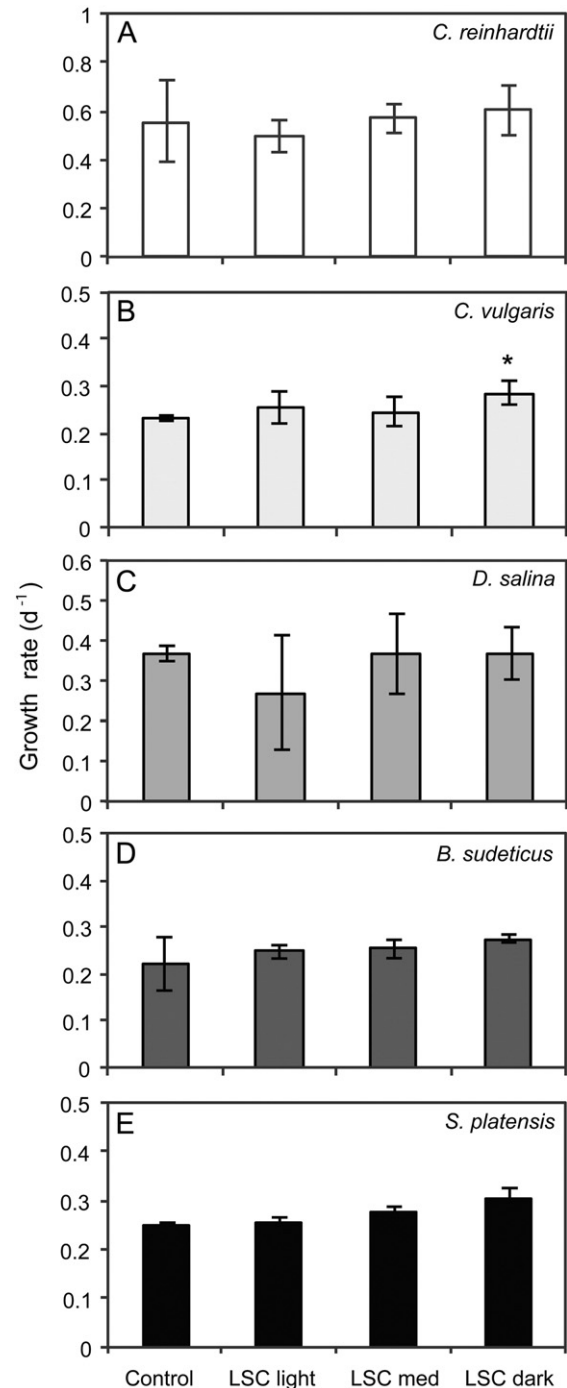 A
C. reinhardtii
1
0.8
0.6
0.4
0.2
0
B
C. vulgaris
*
0.5
0.4
0.3
0.2
0.1
0
C
D. salina
0.6
0.5
0.4
0.3
0.2
0.1
0
Growth rate (d⁻¹)
D
B. sudeticus
0.5
0.4
0.3
0.2
0.1
0
E
S. platensis
0.5
0.4
0.3
0.2
0.1
0
Control LSC light LSC med LSC dark